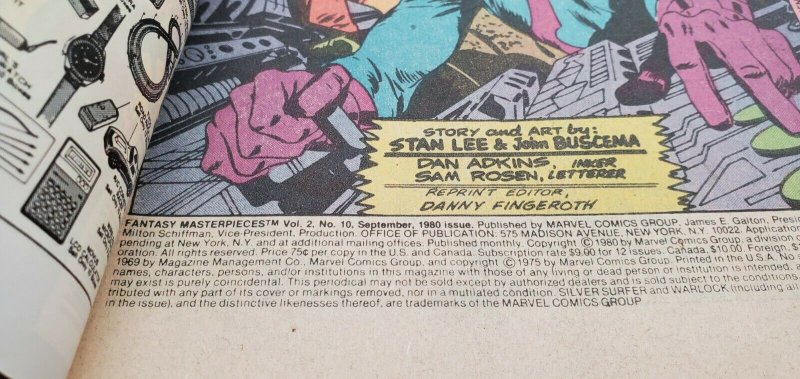 STORY and ART by:
STAN LEE & John BUSCEMA
DAN ADKINS, INKER
SAM ROSEN, LETTERER
REPRINT EDITOR,
DANNY FINGEROTH
FANTASY MASTERPIECES™ Vol. 2, No. 10, September, 1980 issue. Published by MARVEL COMICS GROUP. James E. Galton, Presid
Milton Schiffman, Vice-President, Production. OFFICE OF PUBLICATION: 575 MADISON AVENUE, NEW YORK, N.Y. 10022. Application
pending at New York, N.Y. and at additional mailing offices. Published monthly. Copyright ©1980 by Marvel Comics Group, a division o
oration. All rights reserved. Price 75¢ per copy in the U.S. and Canada. Subscription rate $9.00 for 12 issues. Canada, $10.00. Foreign, $
1969 by Magazine Management Co., Marvel Comics Group, and copyright ©1975 by Marvel Comics Group. Printed in the U.S.A. No s
names, characters, persons, and/or institutions in this magazine with those of any living or dead person or institution is intended,
may exist is purely coincidental. This periodical may not be sold except by authorized dealers and is sold subject to the conditions
tributed with any part of its cover or markings removed, nor in a mutilated condition. SILVER SURFER and WARLOCK (including all
in the issue), and the distinctive likenesses thereof, are trademarks of the MARVEL COMICS GROUP